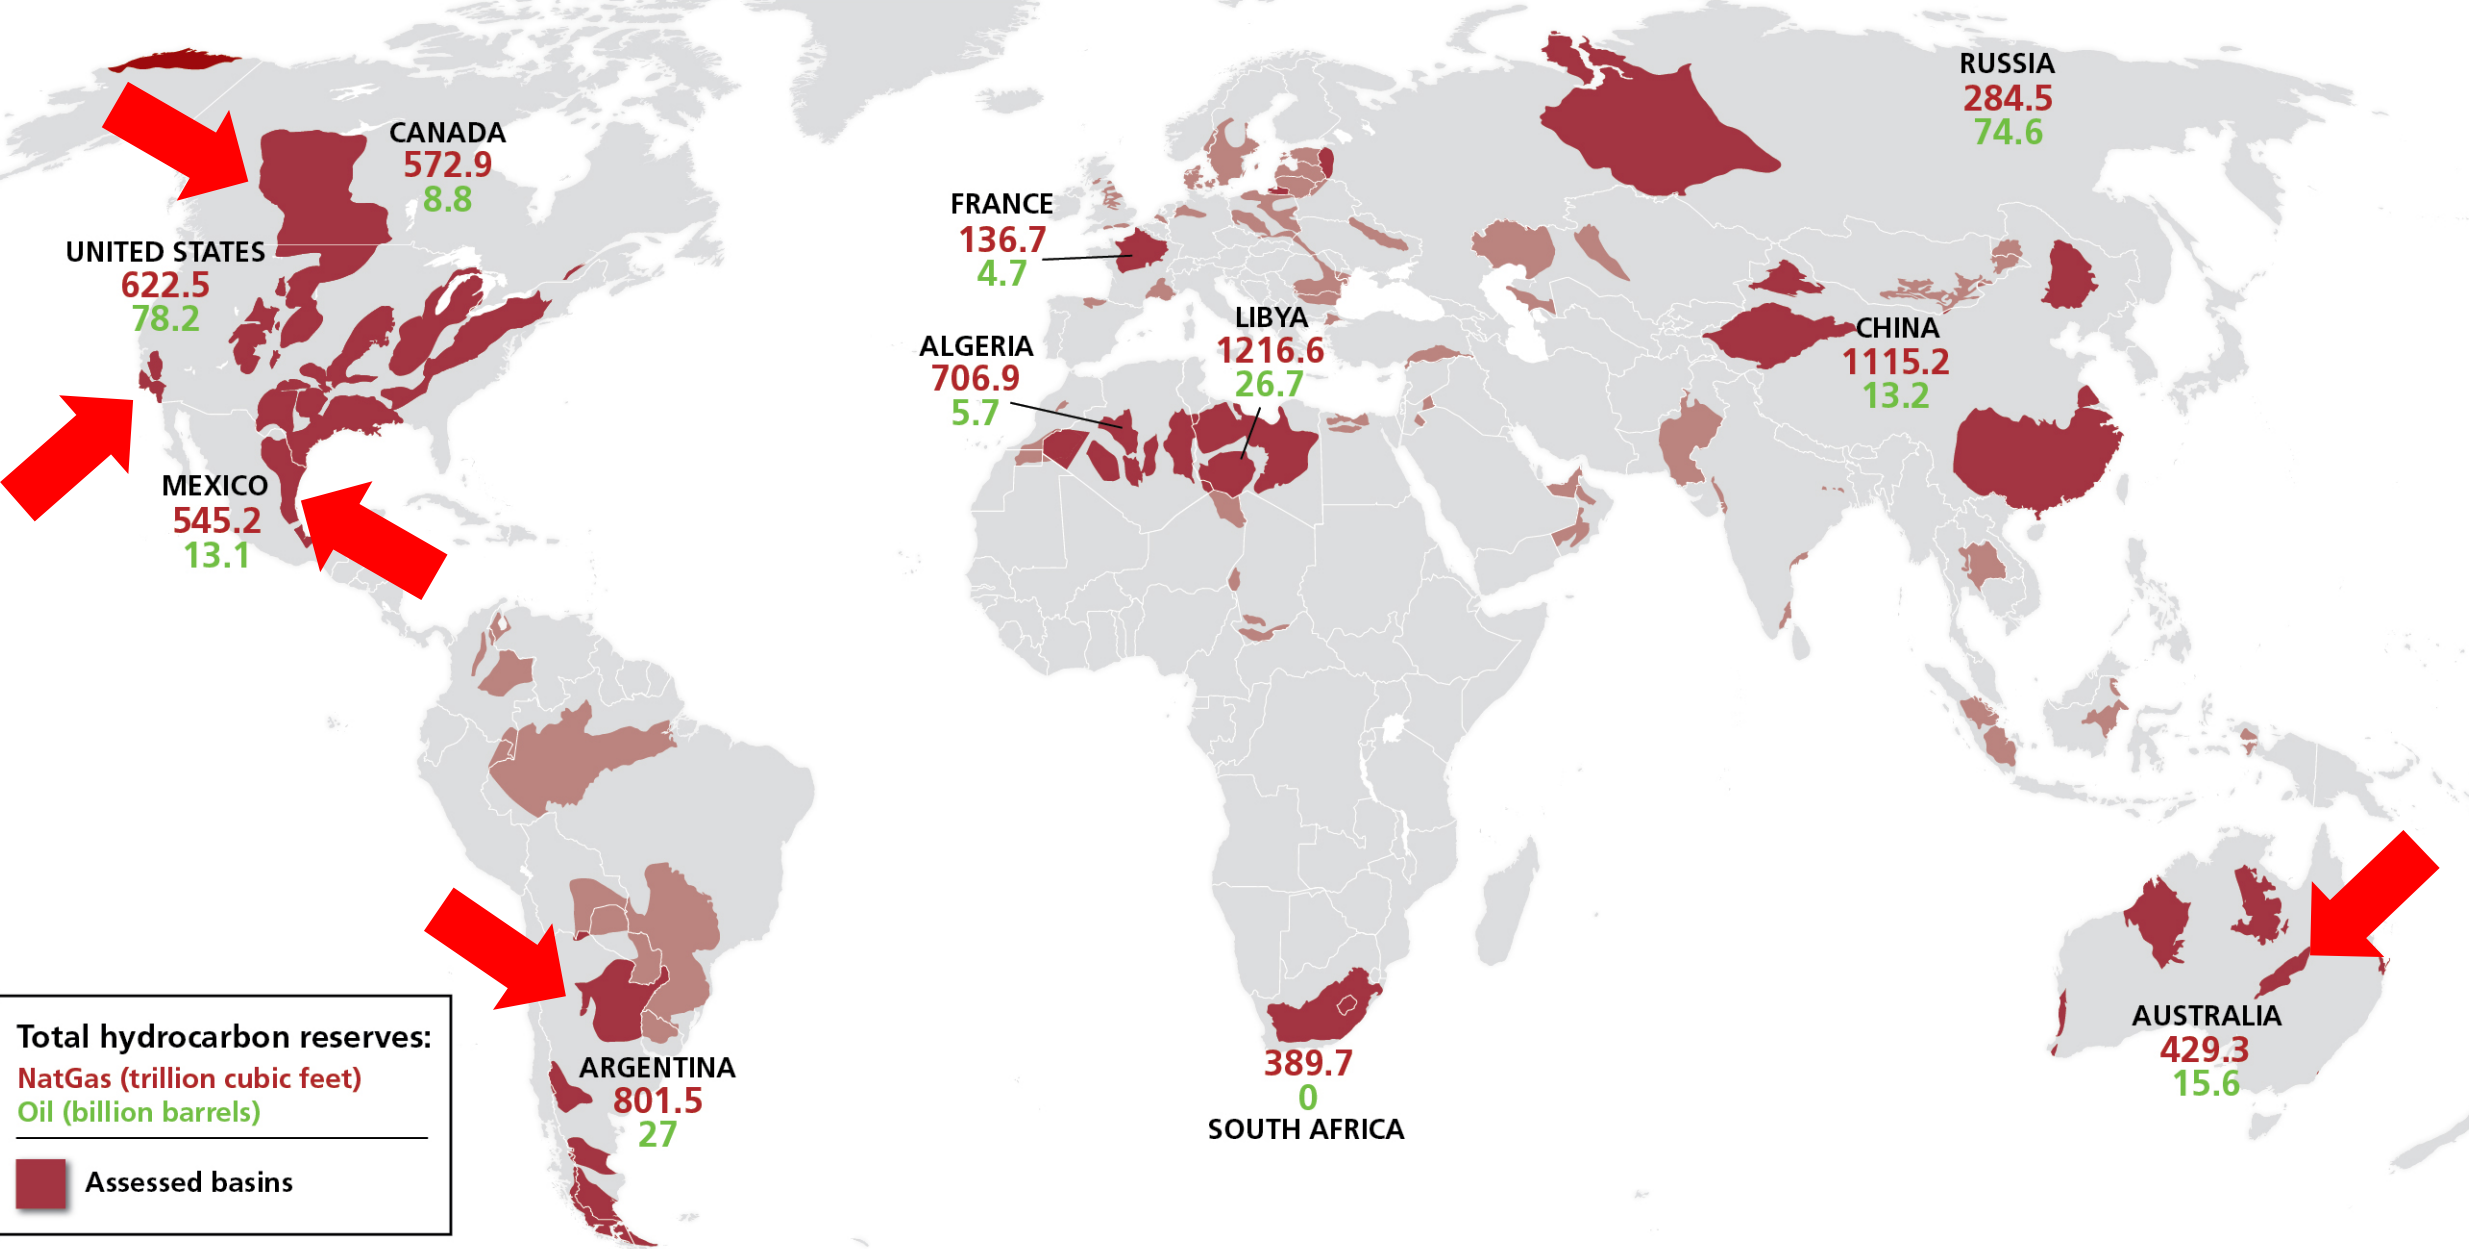 RUSSIA
284.5
74.6
CANADA
572.9
8.8
FRANCE
136.7
4.7
UNITED STATES
622.5
78.2
LIBYA
1216.6
26.7
CHINA
1115.2
13.2
ALGERIA
706.9
5.7
MEXICO
545.2
13.1
AUSTRALIA
429.3
15.6
ARGENTINA
801.5
27
389.7
0
SOUTH AFRICA
Total hydrocarbon reserves:
NatGas (trillion cubic feet)
Oil (billion barrels)
Assessed basins